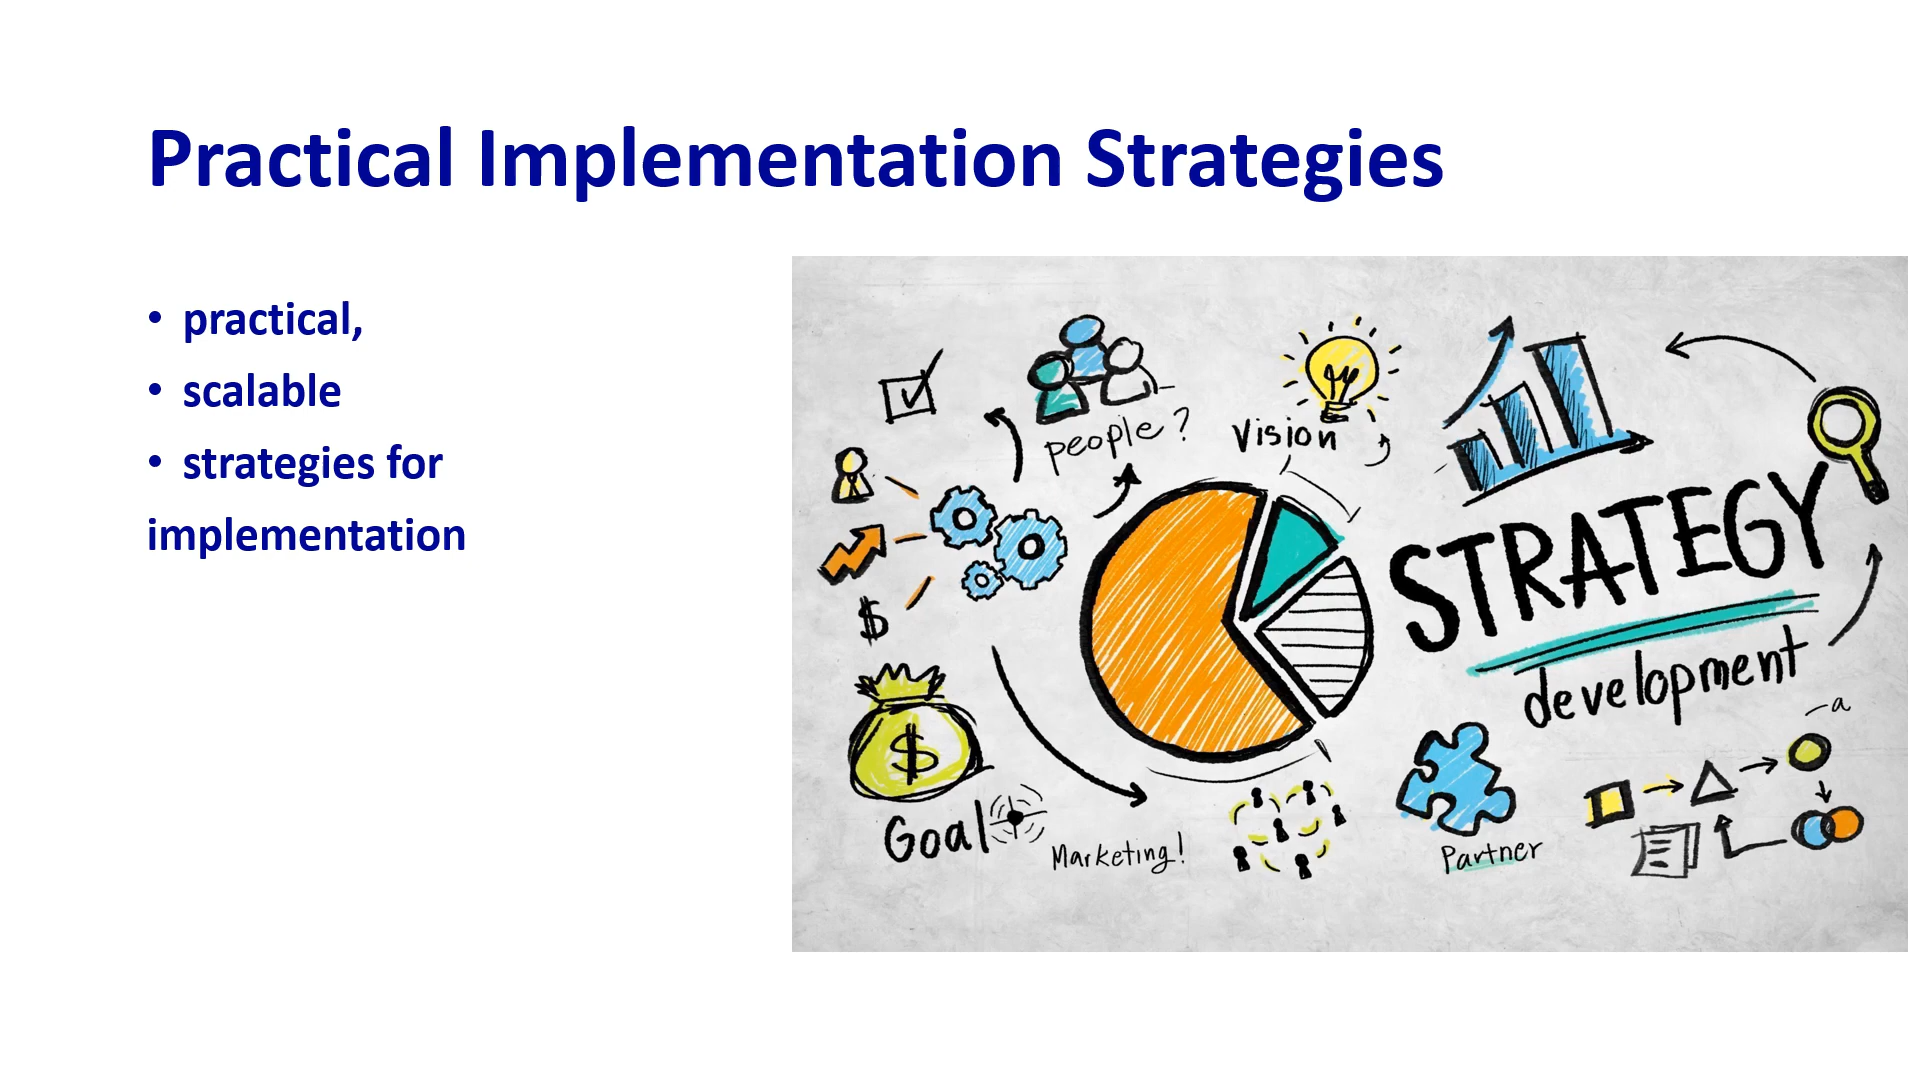 Practical Implementation Strategies
• practical,
• scalable
• strategies for
implementation
people?
Vision
$
STRATEGY
development
$
Goal
Marketing!
Partner
a